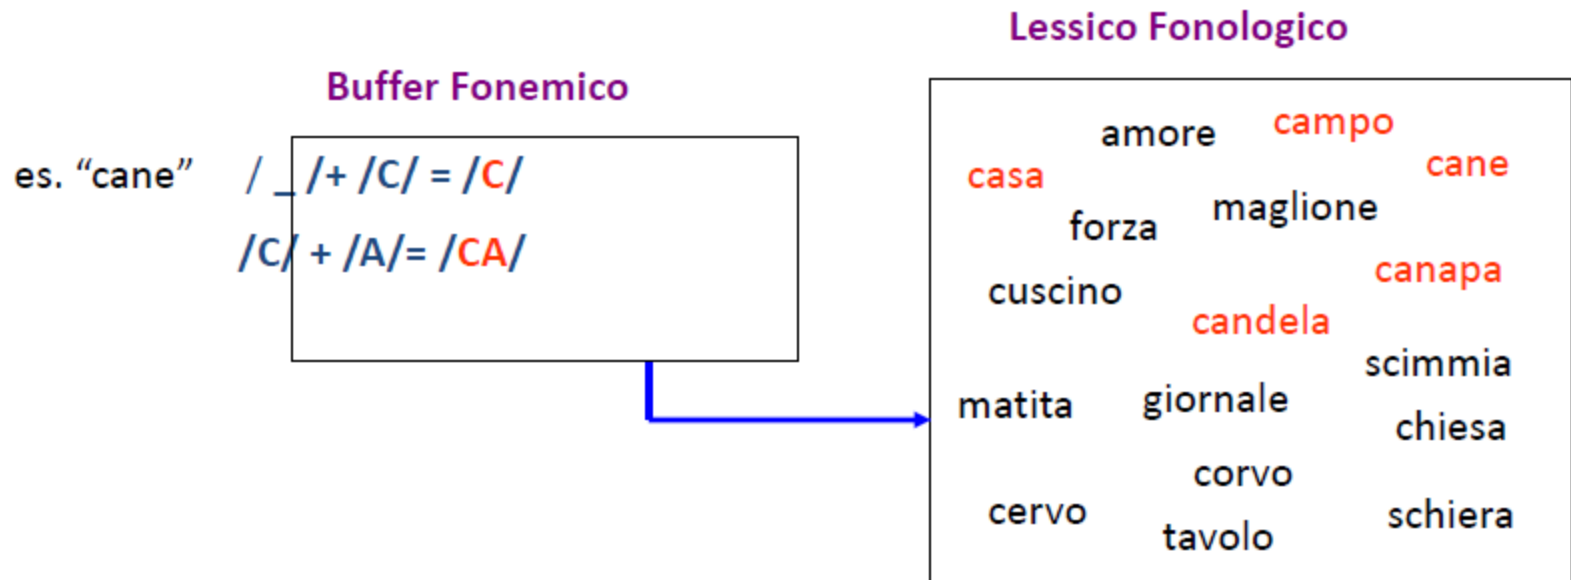 Lessico Fonologico
Buffer Fonemico
es. “cane” / _ /+ /C/ = /C/
/C/ + /A/= /CA/
amore campo
casa cane
forza maglione
cuscino canapa
candela
scimmia
matita giornale
chiesa
corvo
cervo schiera
tavolo